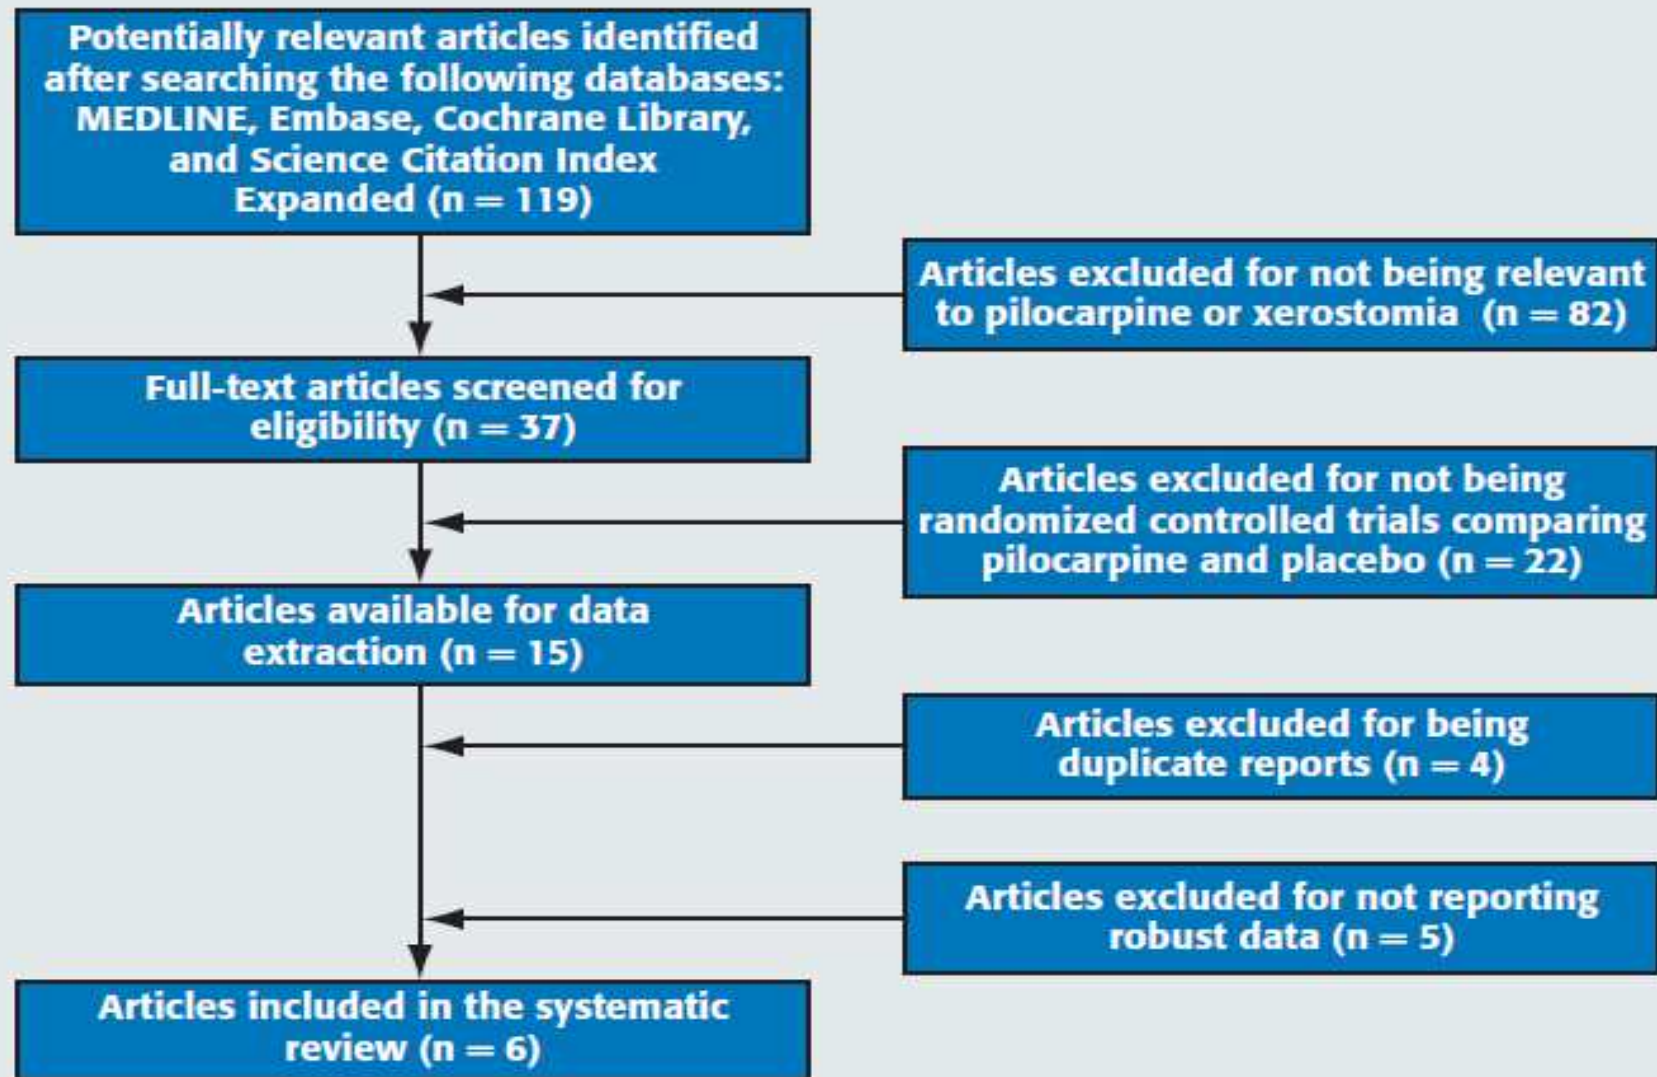 Potentially relevant articles identified
after searching the following databases:
MEDLINE, Embase, Cochrane Library,
and Science Citation Index
Expanded (n = 119)
Articles excluded for not being relevant
to pilocarpine or xerostomia (n = 82)
Full-text articles screened for
eligibility (n = 37)
Articles excluded for not being
randomized controlled trials comparing
pilocarpine and placebo (n = 22)
Articles available for data
extraction (n = 15)
Articles excluded for being
duplicate reports (n = 4)
Articles excluded for not reporting
robust data (n = 5)
Articles included in the systematic
review (n = 6)